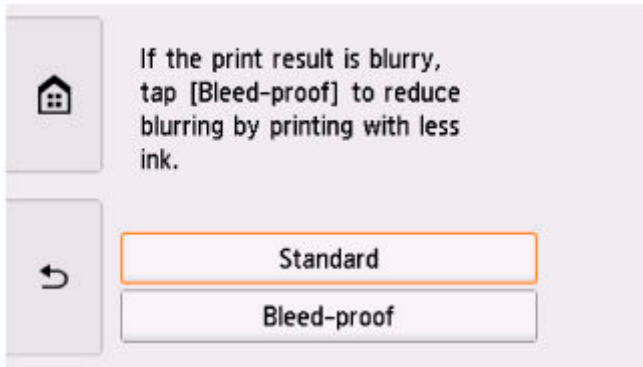 If the print result is blurry,
tap [Bleed-proof] to reduce
blurring by printing with less
ink.
Standard
Bleed-proof